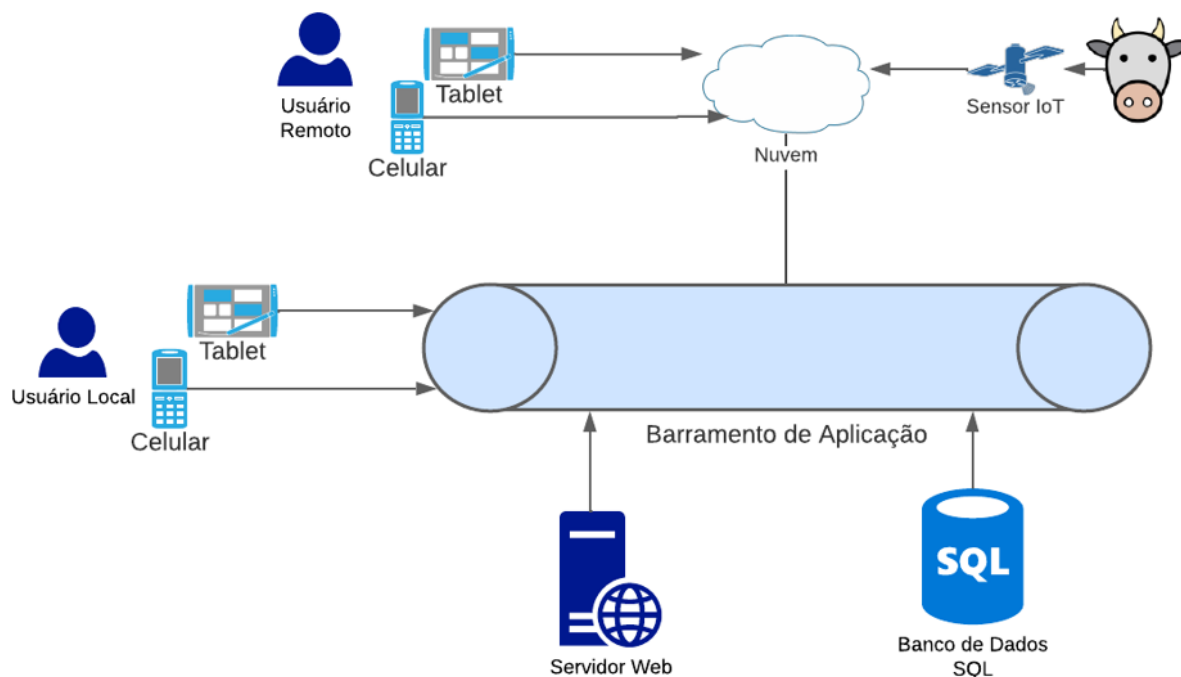 Usuário
Remoto
Tablet
Celular
Nuvem
Sensor IoT
Usuário Local
Tablet
Celular
Barramento de Aplicação
Servidor Web
SQL
Banco de Dados
SQL